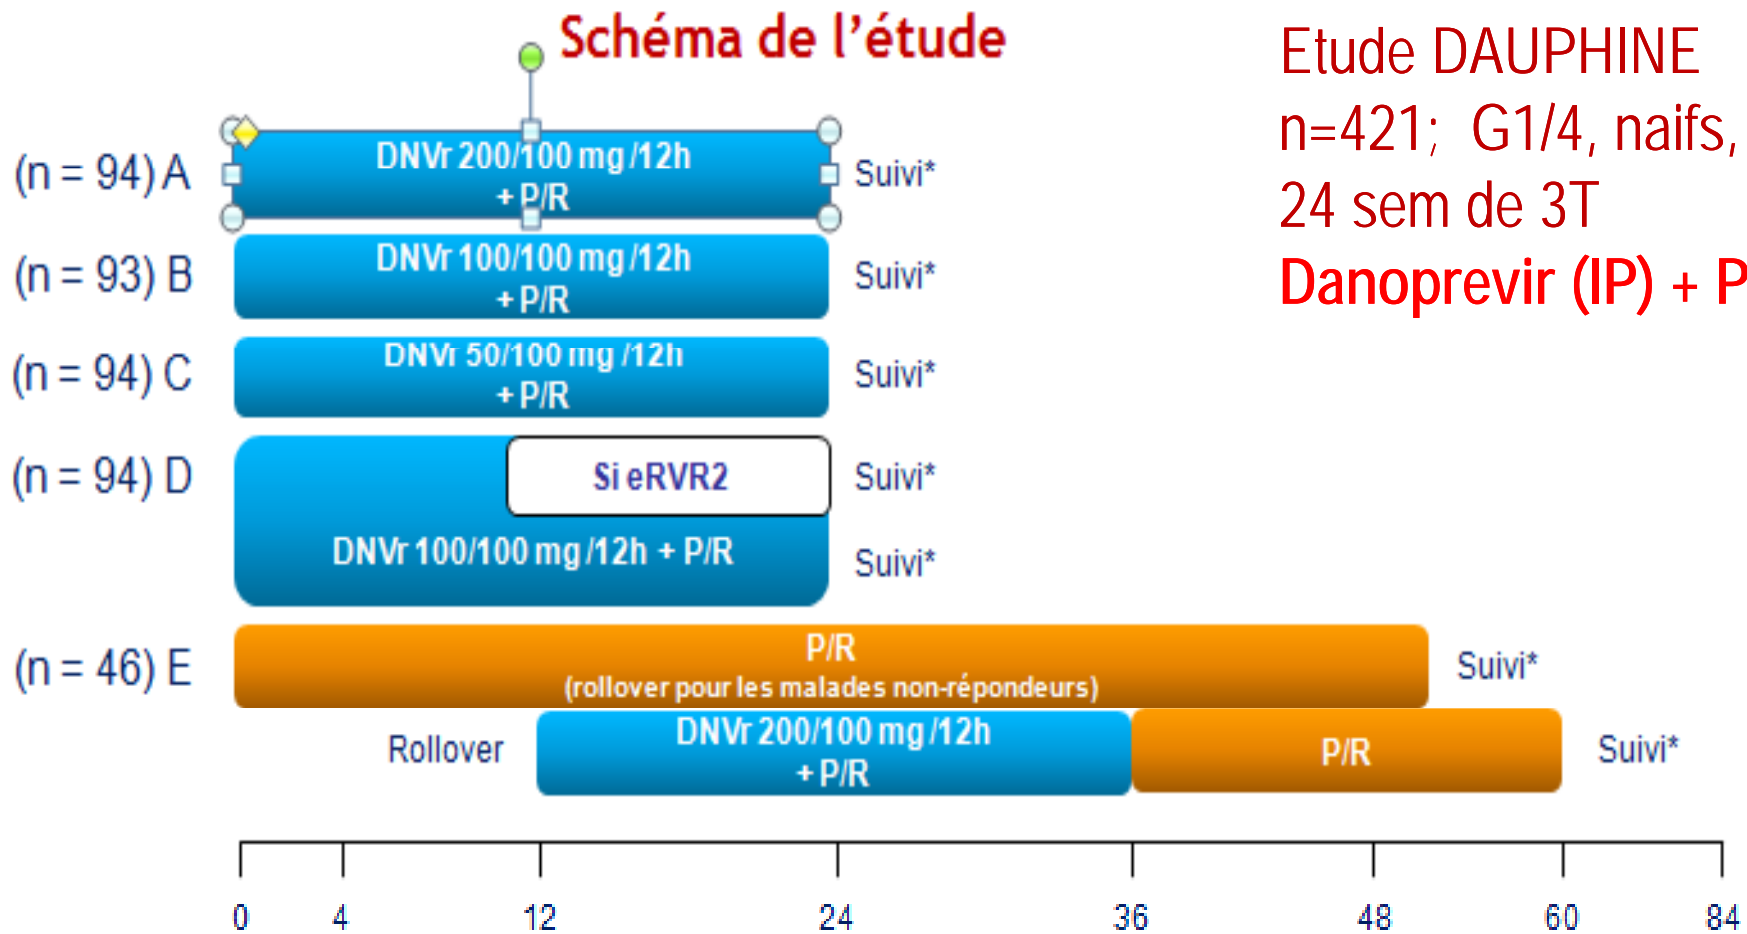 Schéma de l'étude
Etude DAUPHINE
n=421; G1/4, naifs,
24 sem de 3T
Danoprevir (IP) + P
(n = 94) A
DNVr 200/100 mg /12h
+ P/R
Suivi*
(n = 93) B
DNVr 100/100 mg /12h
+ P/R
Suivi*
(n = 94) C
DNVr 50/100 mg /12h
+ P/R
Suivi*
(n = 94) D
Si eRVR2
Suivi*
DNVr 100/100 mg /12h + P/R
Suivi*
(n = 46) E
P/R
(rollover pour les malades non-répondeurs)
Suivi*
Rollover
DNVr 200/100 mg /12h
+ P/R
P/R
Suivi*
0 4 12 24 36 48 60 84